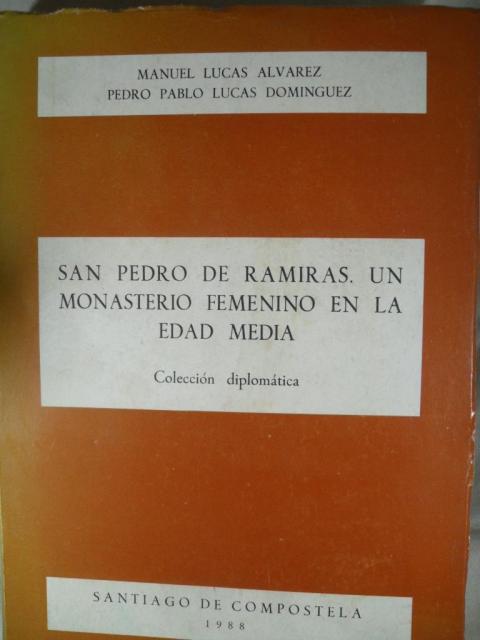 MANUEL LUCAS ALVAREZ
PEDRO PABLO LUCAS DOMINGUEZ
SAN PEDRO DE RAMIRAS. UN
MONASTERIO FEMENINO EN LA
EDAD MEDIA
Colección diplomática
SANTIAGO DE COMPOSTELA
1988